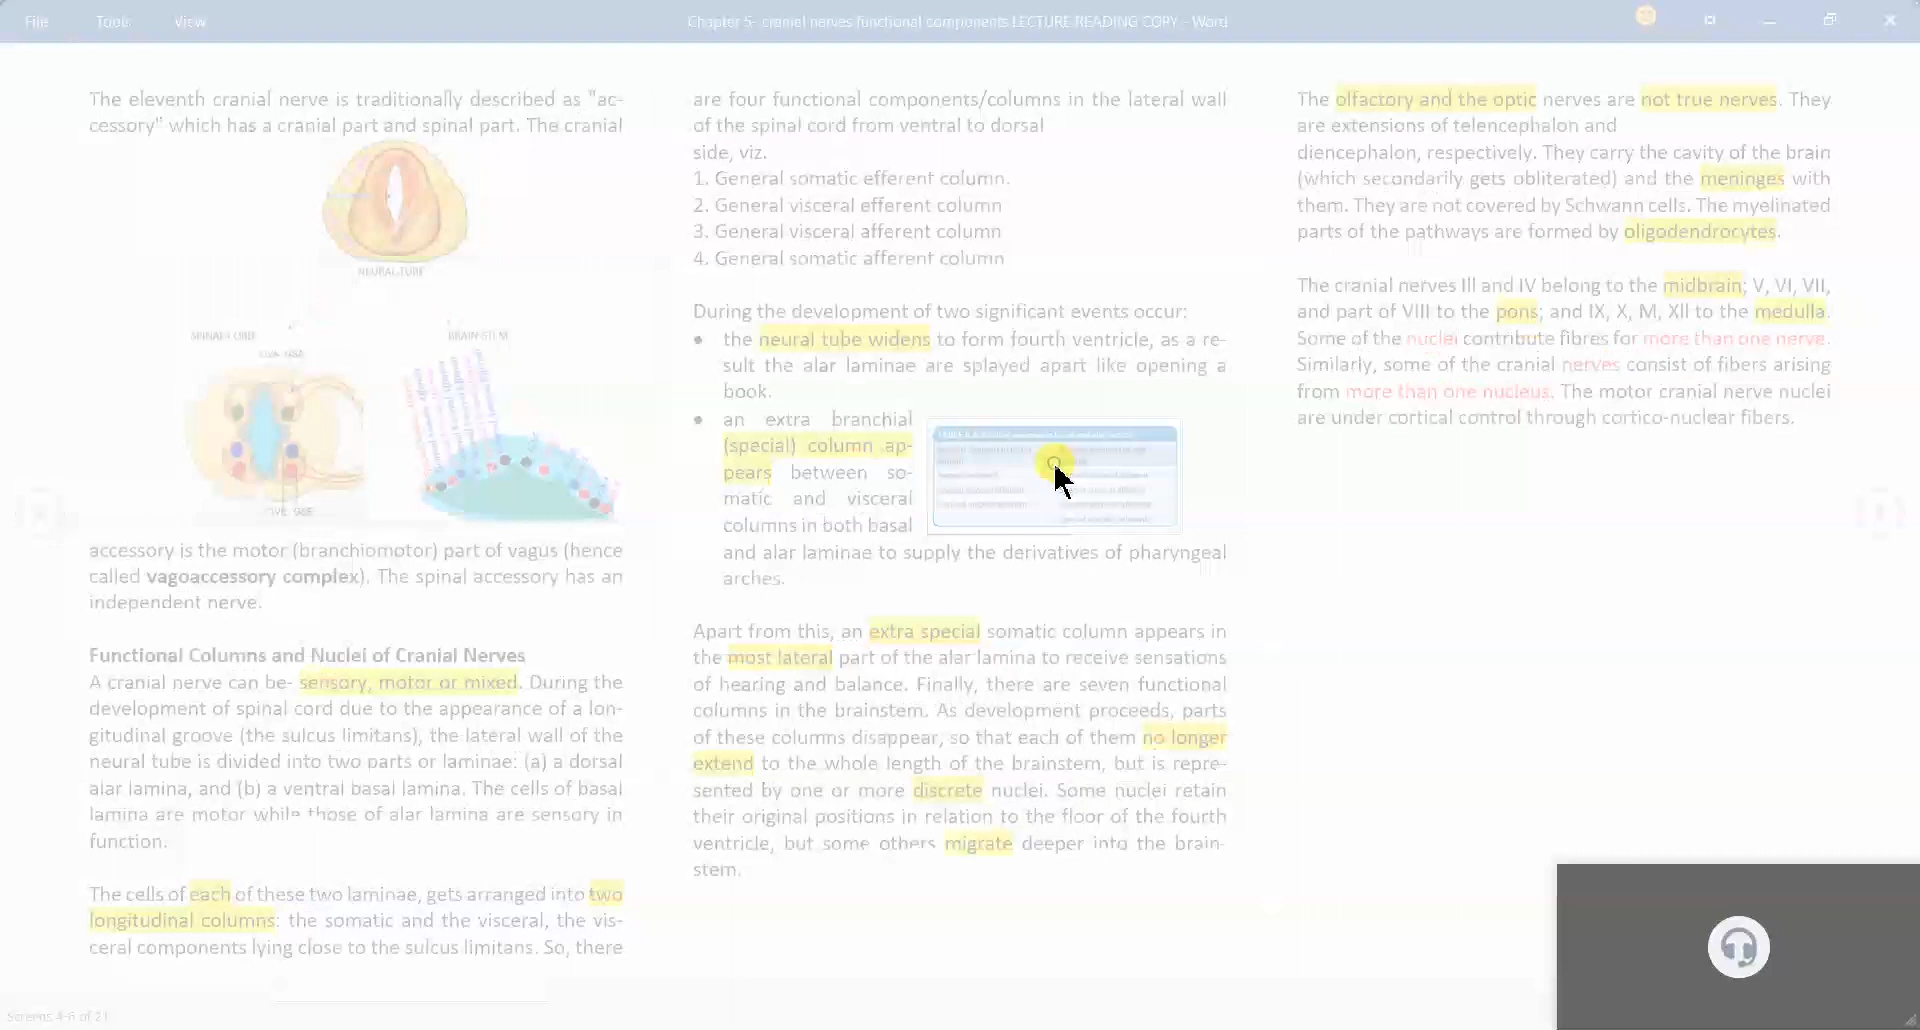 File Tools View Chapter 5- cranial nerves functional components LECTURE READING COPY - Word
The eleventh cranial nerve is traditionally described as "ac-
cessory" which has a cranial part and spinal part. The cranial
NEURAL TUBE
SPINAL CORD
BRAIN STEM
accessory is the motor (branchiomotor) part of vagus (hence
called vagoaccessory complex). The spinal accessory has an
independent nerve.
Functional Columns and Nuclei of Cranial Nerves
A cranial nerve can be- sensory, motor or mixed. During the
development of spinal cord due to the appearance of a lon-
gitudinal groove (the sulcus limitans), the lateral wall of the
neural tube is divided into two parts or laminae: (a) a dorsal
alar lamina, and (b) a ventral basal lamina. The cells of basal
lamina are motor while those of alar lamina are sensory in
function.
The cells of each of these two laminae, gets arranged into two
longitudinal columns: the somatic and the visceral, the vis-
ceral components lying close to the sulcus limitans. So, there
are four functional components/columns in the lateral wall
of the spinal cord from ventral to dorsal
side, viz.
1. General somatic efferent column.
2. General visceral efferent column
3. General visceral afferent column
4. General somatic afferent column
During the development of two significant events occur:
• the neural tube widens to form fourth ventricle, as a re-
sult the alar laminae are splayed apart like opening a
book.
• an extra branchial
(special) column ap-
pears between so-
matic and visceral
columns in both basal
and alar laminae to supply the derivatives of pharyngeal
arches.
Apart from this, an extra special somatic column appears in
the most lateral part of the alar lamina to receive sensations
of hearing and balance. Finally, there are seven functional
columns in the brainstem. As development proceeds, parts
of these columns disappear, so that each of them no longer
extend to the whole length of the brainstem, but is repre-
sented by one or more discrete nuclei. Some nuclei retain
their original positions in relation to the floor of the fourth
ventricle, but some others migrate deeper into the brain-
stem.
The olfactory and the optic nerves are not true nerves. They
are extensions of telencephalon and
diencephalon, respectively. They carry the cavity of the brain
(which secondarily gets obliterated) and the meninges with
them. They are not covered by Schwann cells. The myelinated
parts of the pathways are formed by oligodendrocytes.
The cranial nerves III and IV belong to the midbrain; V, VI, VII,
and part of VIII to the pons; and IX, X, M, XII to the medulla.
Some of the nuclei contribute fibres for more than one nerve.
Similarly, some of the cranial nerves consist of fibers arising
from more than one nucleus. The motor cranial nerve nuclei
are under cortical control through cortico-nuclear fibers.
Screens 4-6 of 21